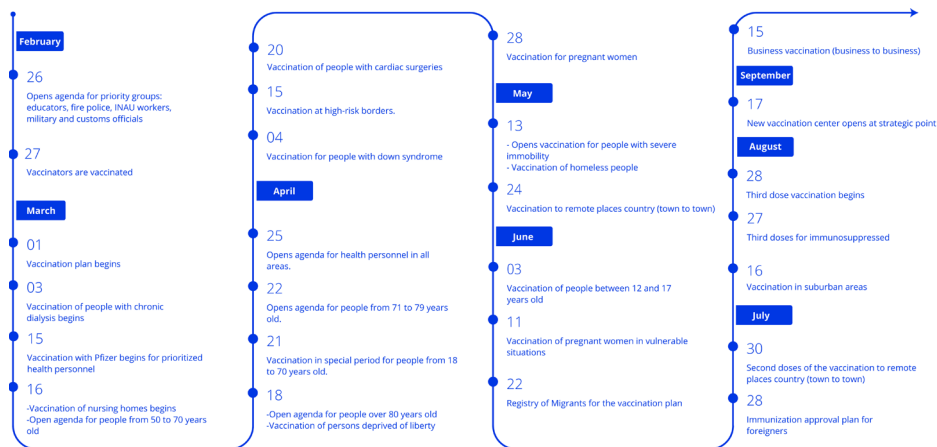 February
26
Opens agenda for priority groups:
educators, fire police, INAU workers,
military and customs officials
27
Vaccinators are vaccinated
March
01
Vaccination plan begins
03
Vaccination of people with chronic
dialysis begins
15
Vaccination with Pfizer begins for prioritized
health personnel
16
-Vaccination of nursing homes begins
-Open agenda for people from 50 to 70 years
old
20
Vaccination of people with cardiac surgeries
15
Vaccination at high-risk borders.
04
Vaccination for people with down syndrome
April
25
Opens agenda for health personnel in all
areas.
22
Opens agenda for people from 71 to 79 years
old.
21
Vaccination in special period for people from 18
to 70 years old.
18
-Open agenda for people over 80 years old
-Vaccination of persons deprived of liberty
28
Vaccination for pregnant women
May
13
- Opens vaccination for people with severe
immobility
- Vaccination of homeless people
24
Vaccination to remote places country (town to town)
June
03
Vaccination of people between 12 and 17
years old
11
Vaccination of pregnant women in vulnerable
situations
22
Registry of Migrants for the vaccination plan
15
Business vaccination (business to business)
September
17
New vaccination center opens at strategic point
August
28
Third dose vaccination begins
27
Third doses for immunosuppressed
16
Vaccination in suburban areas
July
30
Second doses of the vaccination to remote
places country (town to town)
28
Immunization approval plan for
foreigners